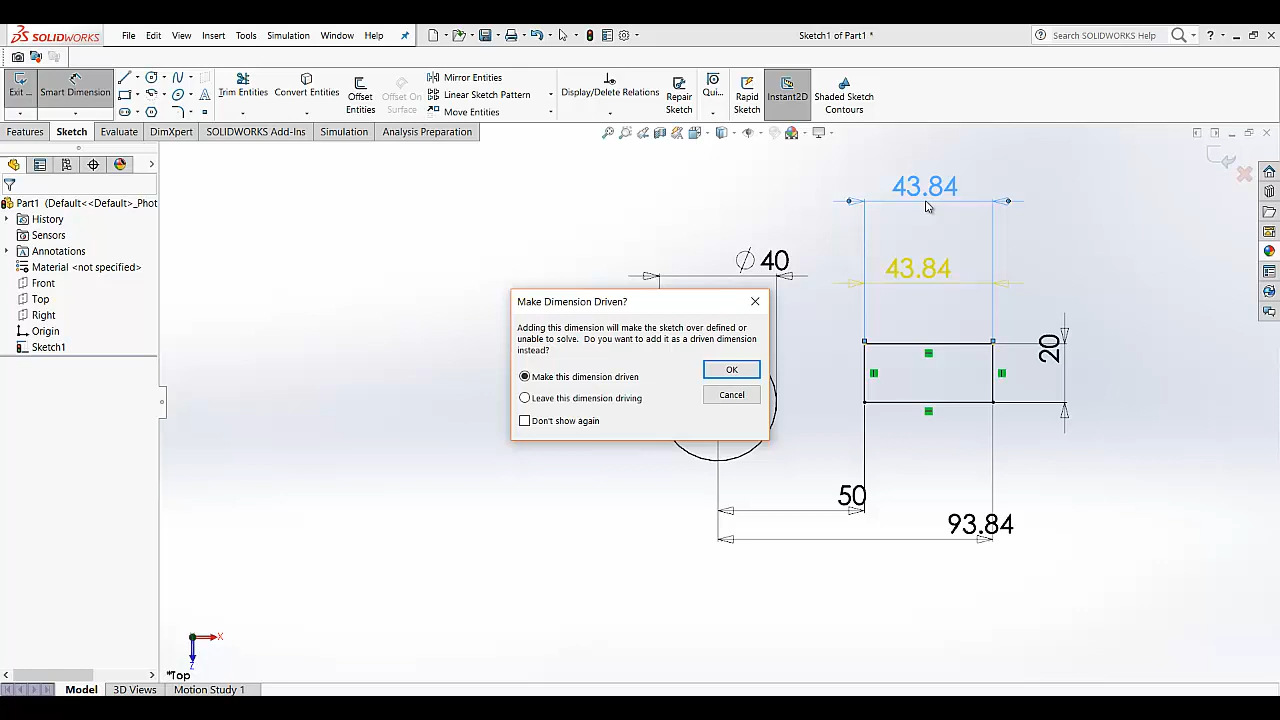 SOLIDWORKS
File Edit View Insert Tools Simulation Window Help
Sketch1 of Part1 *
Search SOLIDWORKS Help
?
Exit ...
Smart Dimension
Trim Entities
Convert Entities
Offset Entities
Offset On Surface
Mirror Entities
Linear Sketch Pattern
Move Entities
Display/Delete Relations
Repair Sketch
Qui...
Rapid Sketch
Instant2D
Shaded Sketch Contours
Features Sketch Evaluate DimXpert SOLIDWORKS Add-Ins Simulation Analysis Preparation
Part1 (Default<<Default>_Phot
History
Sensors
Annotations
Material <not specified>
Front
Top
Right
Origin
Sketch1
43.84
43.84
∅ 40
20
50
93.84
Make Dimension Driven?
Adding this dimension will make the sketch over defined or
unable to solve. Do you want to add it as a driven dimension
instead?
Make this dimension driven
Leave this dimension driving
Don't show again
OK
Cancel
X
Z
*Top
Model 3D Views Motion Study 1